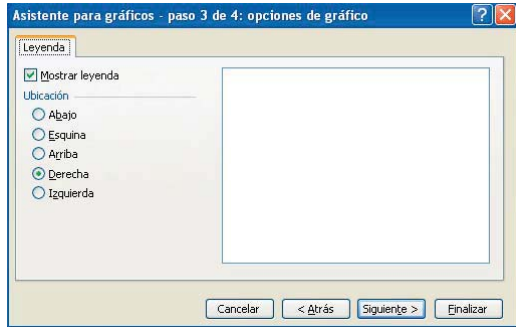 Asistente para gráficos - paso 3 de 4: opciones de gráfico
Leyenda
Mostrar leyenda
Ubicación
Abajo
Esquina
Arriba
Derecha
Izquierda
Cancelar < Atrás Siguiente > Finalizar